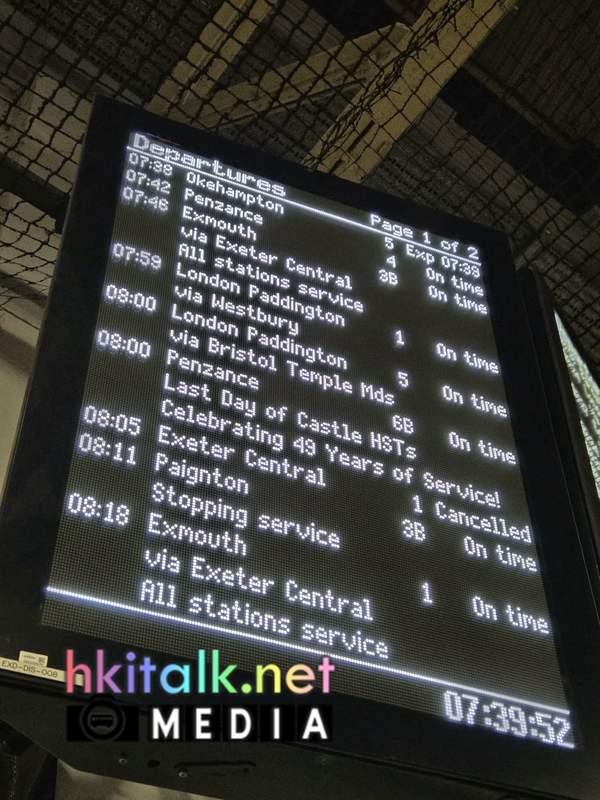 Departures Page 1 of 2
07:38 Okehampton 5 Exp 07:39
07:42 Penzance 4 On time
07:46 Exmouth 3B On time
via Exeter Central
All stations service
07:59 London Paddington 1 On time
via Westbury
08:00 London Paddington 5 On time
via Bristol Temple Mds
08:00 Penzance 6B On time
Last Day of Castle HSTs
Celebrating 49 Years of Service!
08:05 Exeter Central 1 Cancelled
08:11 Paignton 3B On time
Stopping service
08:18 Exmouth 1 On time
via Exeter Central
All stations service
07:39:52
EXD-DIS-008
hkitalk.net
MEDIA